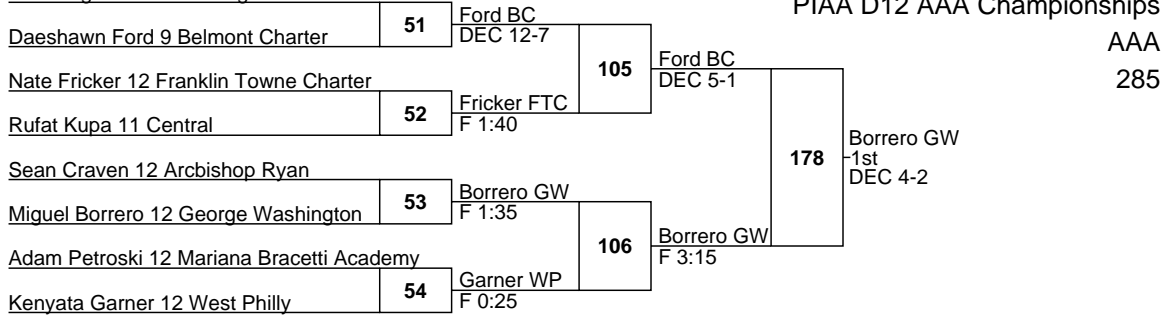 PIAA D12 AAA Championships
AAA
285
Daeshawn Ford 9 Belmont Charter
51
Ford BC
DEC 12-7
Nate Fricker 12 Franklin Towne Charter
Rufat Kupa 11 Central
52
Fricker FTC
F 1:40
105
Ford BC
DEC 5-1
Sean Craven 12 Arcbishop Ryan
Miguel Borrero 12 George Washington
53
Borrero GW
F 1:35
Adam Petroski 12 Mariana Bracetti Academy
Kenyata Garner 12 West Philly
54
Garner WP
F 0:25
106
Borrero GW
F 3:15
178
Borrero GW
1st
DEC 4-2